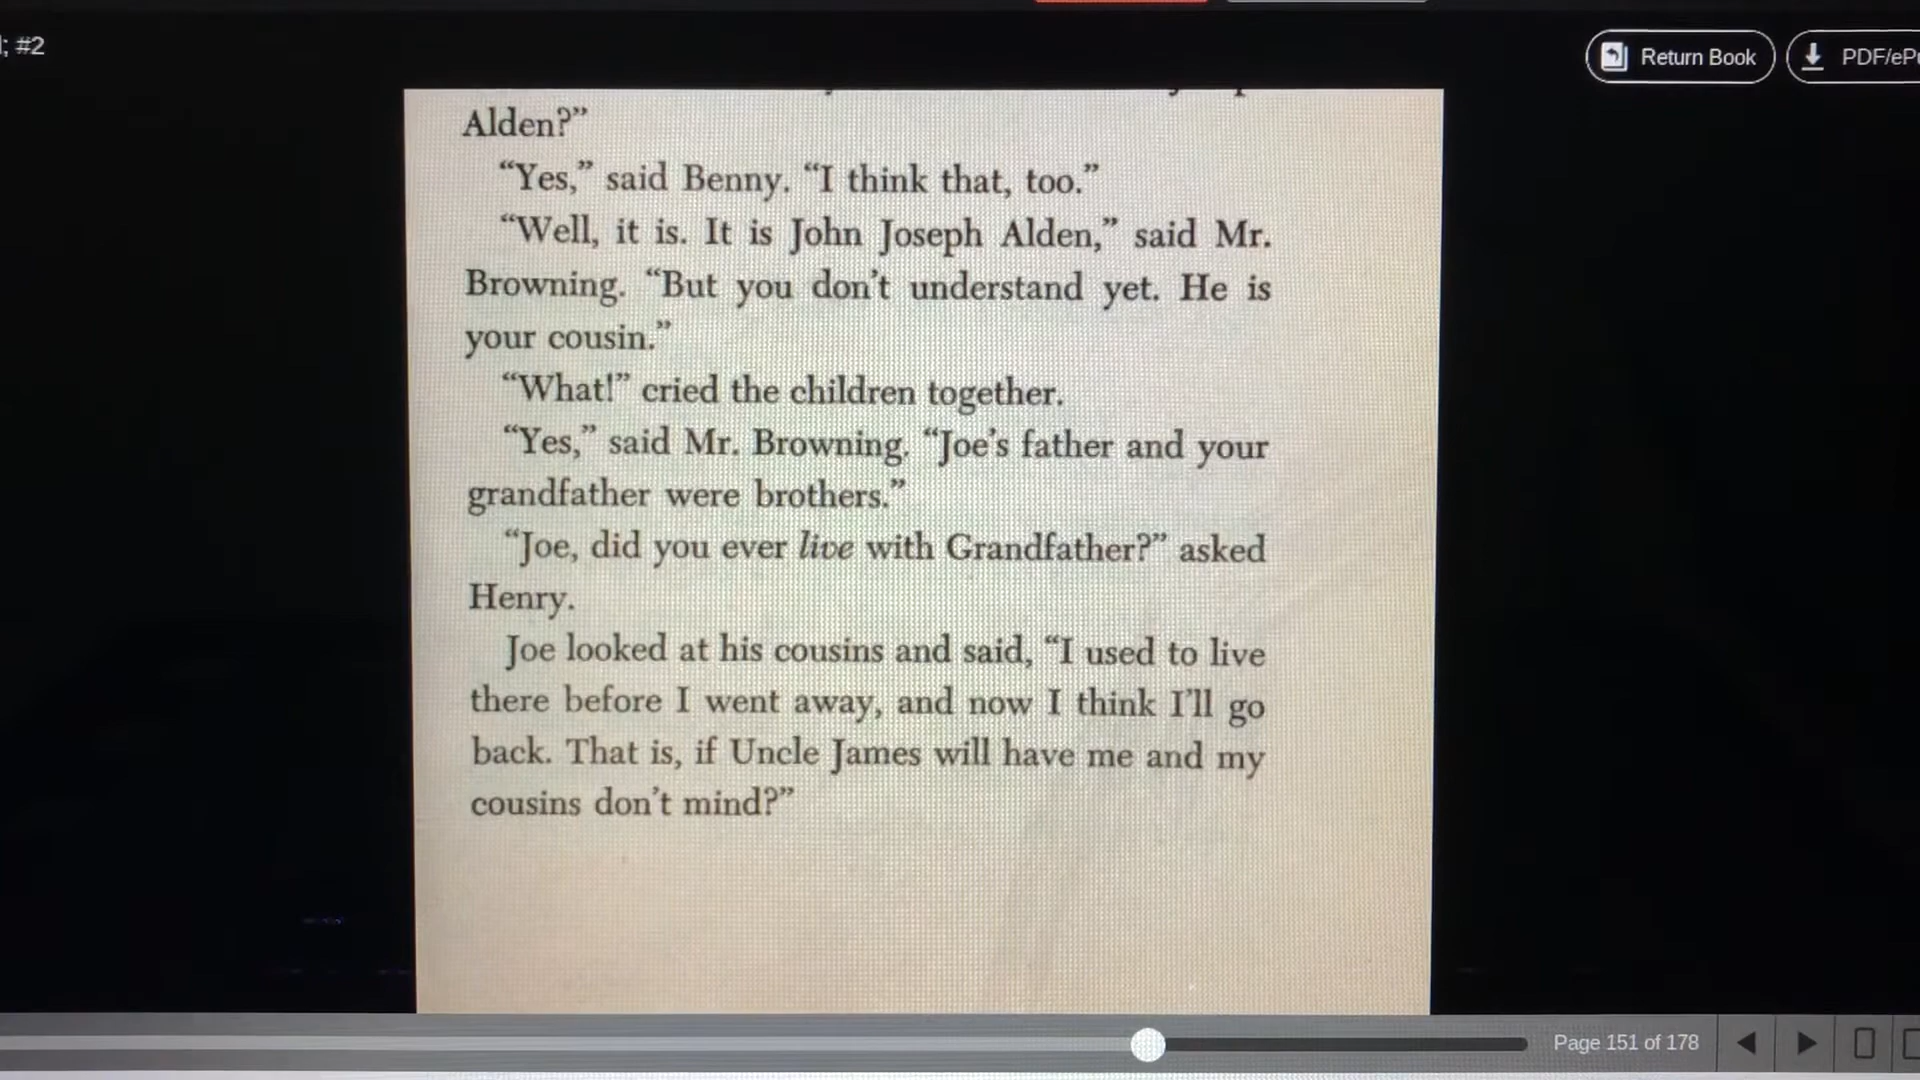 ; #2
Return Book
PDF/eP
Alden?”
“Yes,” said Benny. “I think that, too.”
“Well, it is. It is John Joseph Alden,” said Mr.
Browning. “But you don’t understand yet. He is
your cousin.”
“What!” cried the children together.
“Yes,” said Mr. Browning. “Joe’s father and your
grandfather were brothers.”
“Joe, did you ever live with Grandfather?” asked
Henry.
Joe looked at his cousins and said, “I used to live
there before I went away, and now I think I’ll go
back. That is, if Uncle James will have me and my
cousins don’t mind?”
Page 151 of 178